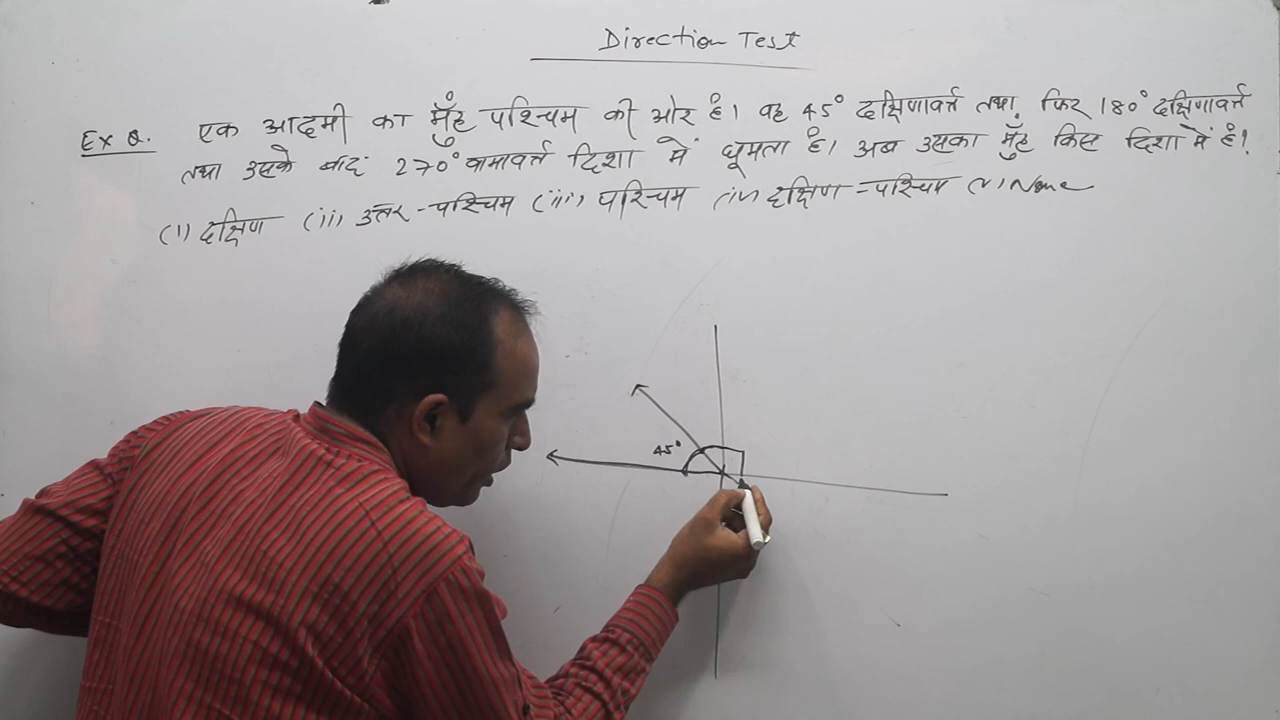 Direction Test
Ex Q. एक आदमी का मुँह पश्चिम की ओर है। वह 45° दक्षिणावर्त्त तथा फिर 180° दक्षिणावर्त्त
तथा उसके बाद 270° वामावर्त्त दिशा में घूमता है। अब उसका मुँह किस दिशा में है?
(i) दक्षिण (ii) उत्तर-पश्चिम (iii) पश्चिम (iv) दक्षिण-पश्चिम (v) None
45°